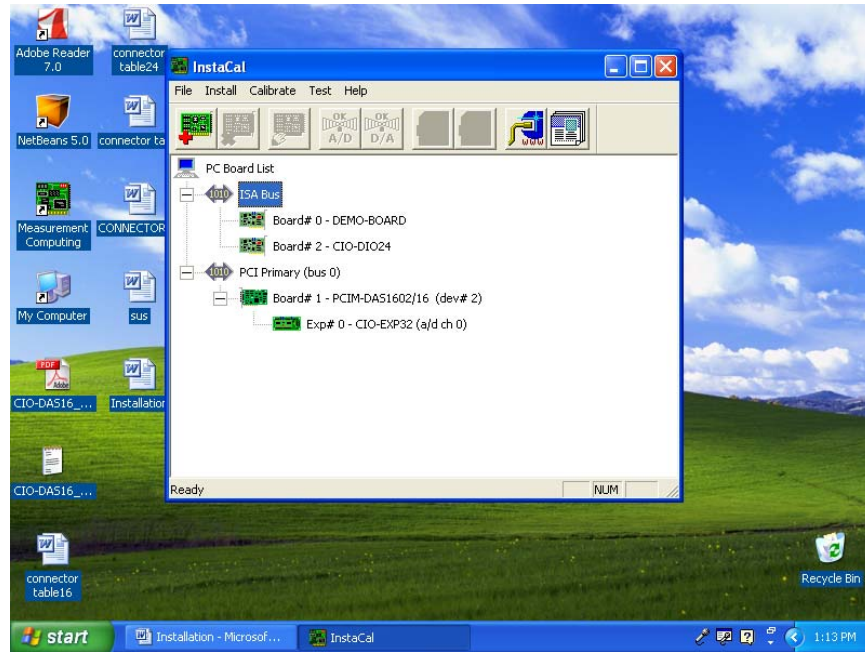 Adobe Reader
7.0
connector
table24
NetBeans 5.0
connector ta
Measurement
Computing
CONNECTOR
My Computer
sus
CIO-DAS16_...
Installation
CIO-DAS16_...
connector
table16
InstaCal
File Install Calibrate Test Help
OK
A/D
OK
D/A
www
PC Board List
1010 ISA Bus
Board# 0 - DEMO-BOARD
Board# 2 - CIO-DIO24
1010 PCI Primary (bus 0)
Board# 1 - PCIM-DAS1602/16 (dev# 2)
Exp# 0 - CIO-EXP32 (a/d ch 0)
Ready
NUM
Recycle Bin
start
Installation - Microsof...
InstaCal
1:13 PM